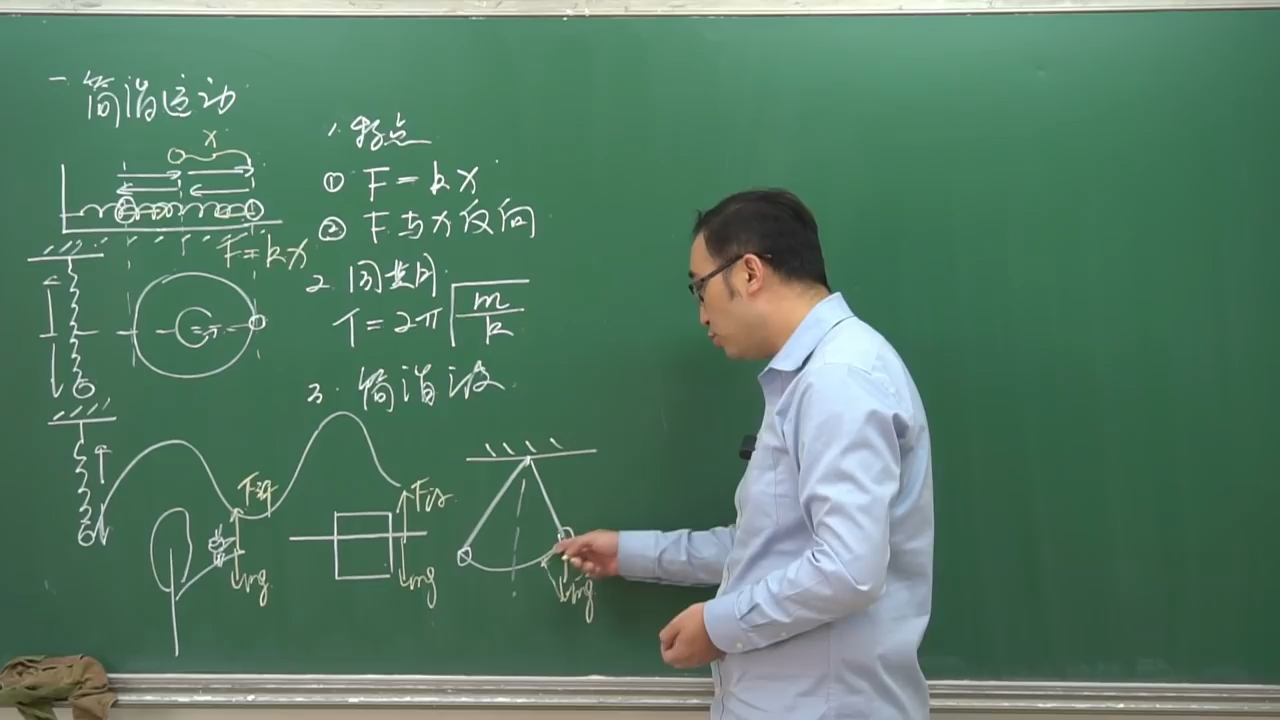 一 简谐运动
x
F=kx
1. 特点
① F=kx
② F与x反向
2. 周期
T=2π√(m/k)
3. 简谐波
F浮
mg
F浮
mg
mg